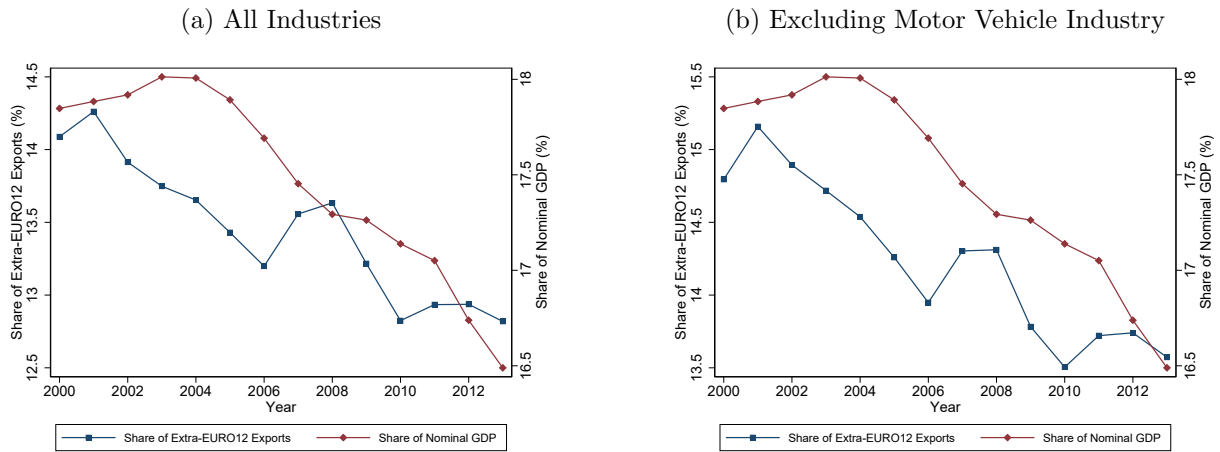 (a) All Industries
Share of Extra-EURO12 Exports (%)
14.5
14
13.5
13
12.5
18
17.5
17
16.5
Share of Nominal GDP (%)
2000 2002 2004 2006 2008 2010 2012
Year
Share of Extra-EURO12 Exports Share of Nominal GDP
(b) Excluding Motor Vehicle Industry
Share of Extra-EURO12 Exports (%)
15.5
15
14.5
14
13.5
18
17.5
17
16.5
Share of Nominal GDP (%)
2000 2002 2004 2006 2008 2010 2012
Year
Share of Extra-EURO12 Exports Share of Nominal GDP